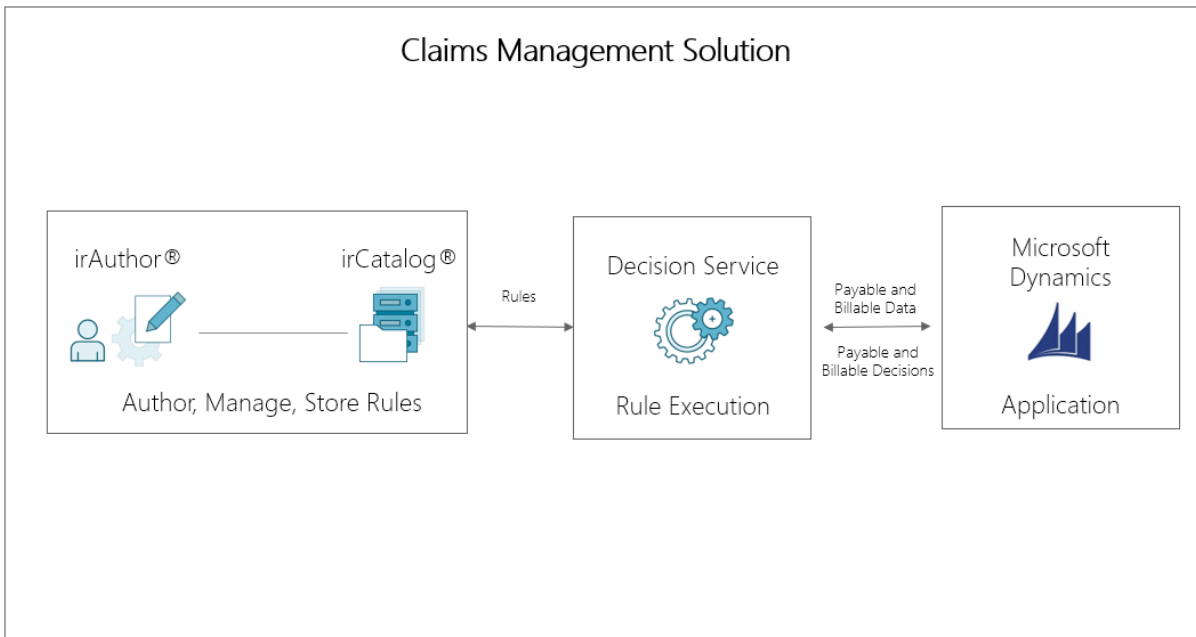 Claims Management Solution
irAuthor®
irCatalog®
Author, Manage, Store Rules
Rules
Decision Service
Rule Execution
Payable and
Billable Data
Payable and
Billable Decisions
Microsoft
Dynamics
Application